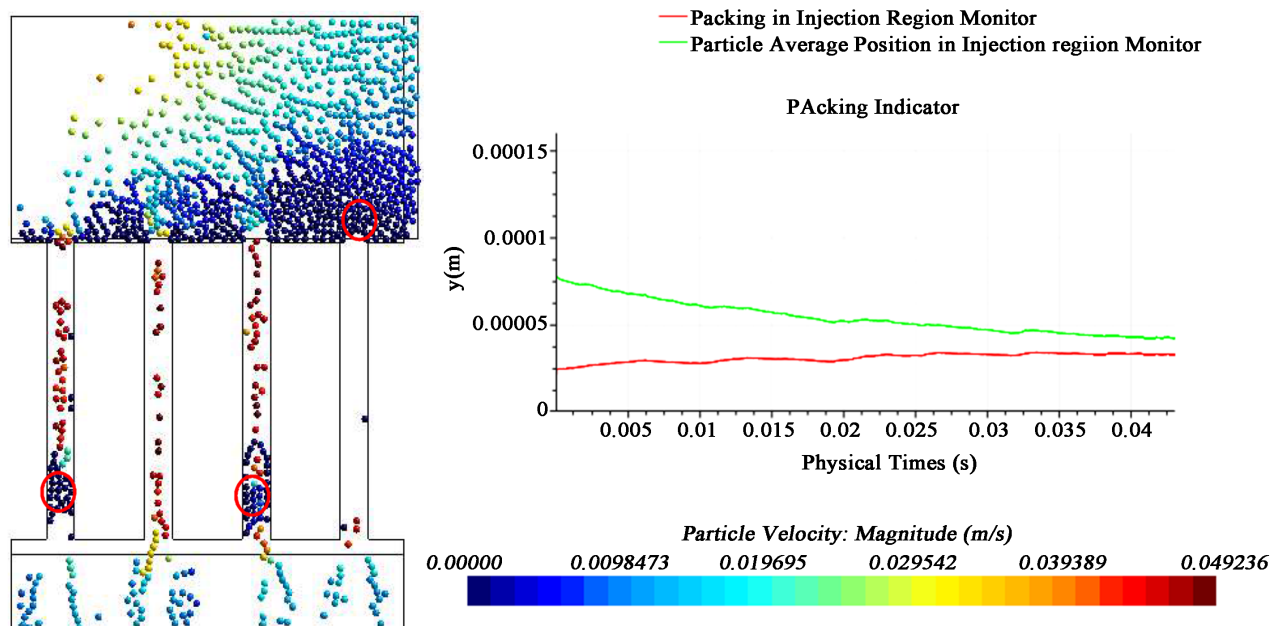 Packing in Injection Region Monitor
Particle Average Position in Injection regiion Monitor
PAcking Indicator
0.00015
0.0001
0.00005
0
y(m)
0.005 0.01 0.015 0.02 0.025 0.03 0.035 0.04
Physical Times (s)
Particle Velocity: Magnitude (m/s)
0.00000 0.0098473 0.019695 0.029542 0.039389 0.049236